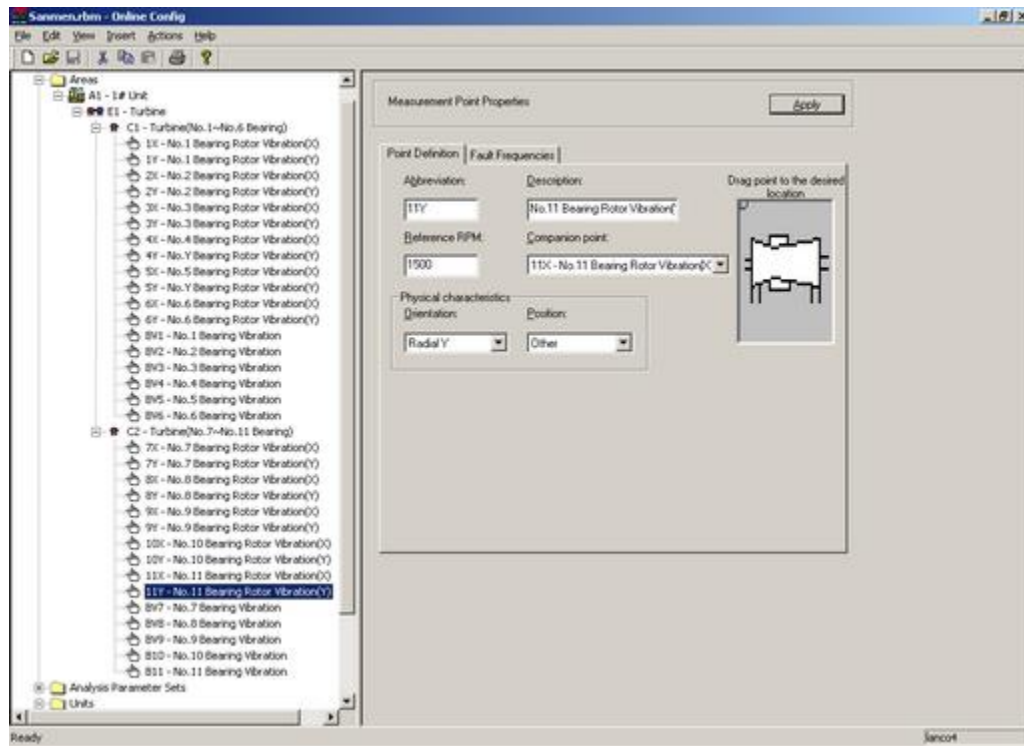 Sanmen.rbm - Online Config
File Edit View Insert Actions Help
Areas
A1 - 1# Unit
E1 - Turbine
C1 - Turbine(No.1~No.6 Bearing)
1X - No.1 Bearing Rotor Vibration(X)
1Y - No.1 Bearing Rotor Vibration(Y)
2X - No.2 Bearing Rotor Vibration(X)
2Y - No.2 Bearing Rotor Vibration(Y)
3X - No.3 Bearing Rotor Vibration(X)
3Y - No.3 Bearing Rotor Vibration(Y)
4X - No.4 Bearing Rotor Vibration(X)
4Y - No.Y Bearing Rotor Vibration(Y)
5X - No.5 Bearing Rotor Vibration(X)
5Y - No.Y Bearing Rotor Vibration(Y)
6X - No.6 Bearing Rotor Vibration(X)
6Y - No.6 Bearing Rotor Vibration(Y)
BV1 - No.1 Bearing Vibration
BV2 - No.2 Bearing Vibration
BV3 - No.3 Bearing Vibration
BV4 - No.4 Bearing Vibration
BV5 - No.5 Bearing Vibration
BV6 - No.6 Bearing Vibration
C2 - Turbine(No.7~No.11 Bearing)
7X - No.7 Bearing Rotor Vibration(X)
7Y - No.7 Bearing Rotor Vibration(Y)
8X - No.8 Bearing Rotor Vibration(X)
8Y - No.8 Bearing Rotor Vibration(Y)
9X - No.9 Bearing Rotor Vibration(X)
9Y - No.9 Bearing Rotor Vibration(Y)
10X - No.10 Bearing Rotor Vibration(X)
10Y - No.10 Bearing Rotor Vibration(Y)
11X - No.11 Bearing Rotor Vibration(X)
11Y - No.11 Bearing Rotor Vibration(Y)
BV7 - No.7 Bearing Vibration
BV8 - No.8 Bearing Vibration
BV9 - No.9 Bearing Vibration
B10 - No.10 Bearing Vibration
B11 - No.11 Bearing Vibration
Analysis Parameter Sets
Units
Measurement Point Properties
Apply
Point Definition
Fault Frequencies
Abbreviation:
Description:
Drag point to the desired
location
11Y
No.11 Bearing Rotor Vibration(
Reference RPM:
Companion point:
1500
11X - No.11 Bearing Rotor Vibration(X
Physical characteristics
Orientation:
Position:
Radial Y
Other
Ready
lanco4